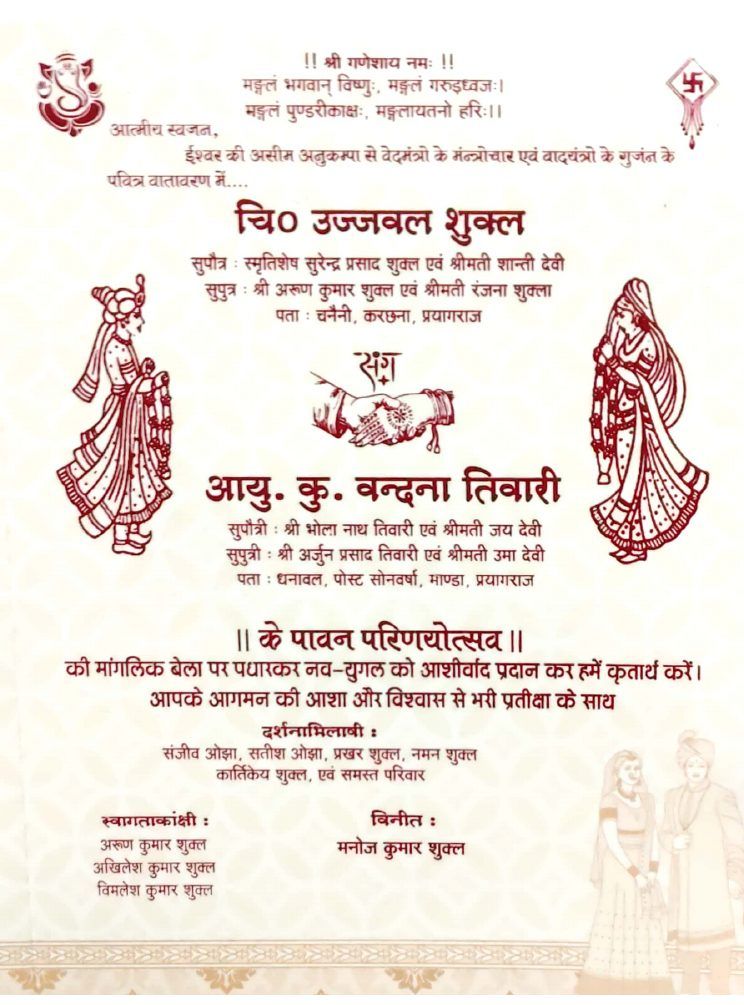 !! श्री गणेशाय नमः !!
मङ्गलं भगवान् विष्णुः, मङ्गलं गरुड़ध्वजः।
मङ्गलं पुण्डरीकाक्षः, मङ्गलायतनो हरिः।।
आत्मीय स्वजन,
ईश्वर की असीम अनुकम्पा से वेदमंत्रो के मंन्त्रोचार एवं वाद्ययंत्रो के गुजंन के
पवित्र वातावरण में....
चि० उज्जवल शुक्ल
सुपौत्र : स्मृतिशेष सुरेन्द्र प्रसाद शुक्ल एवं श्रीमती शान्ती देवी
सुपुत्र : श्री अरूण कुमार शुक्ल एवं श्रीमती रंजना शुक्ला
पता : चनैनी, करछना, प्रयागराज
संग
आयु. कु. वन्दना तिवारी
सुपौत्री : श्री भोला नाथ तिवारी एवं श्रीमती जय देवी
सुपुत्री : श्री अर्जुन प्रसाद तिवारी एवं श्रीमती उमा देवी
पता : धनावल, पोस्ट सोनवर्षा, माण्डा, प्रयागराज
|| के पावन परिणयोत्सव ||
की मांगलिक बेला पर पधारकर नव-युगल को आशीर्वाद प्रदान कर हमें कृतार्थ करें।
आपके आगमन की आशा और विश्वास से भरी प्रतीक्षा के साथ
दर्शनाभिलाषी :
संजीव ओझा, सतीश ओझा, प्रखर शुक्ल, नमन शुक्ल
कार्तिकेय शुक्ल, एवं समस्त परिवार
स्वागताकांक्षी :
अरूण कुमार शुक्ल
अखिलेश कुमार शुक्ल
विमलेश कुमार शुक्ल
विनीत :
मनोज कुमार शुक्ल